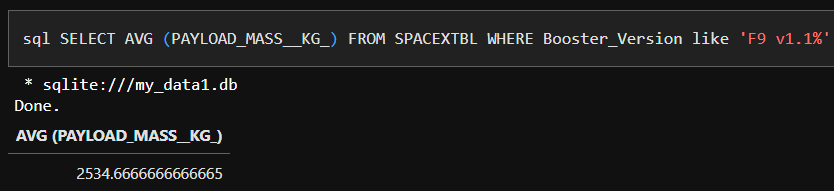 sql SELECT AVG (PAYLOAD_MASS__KG_) FROM SPACEXTBL WHERE Booster_Version like 'F9 v1.1%'
* sqlite:///my_data1.db
Done.
AVG (PAYLOAD_MASS__KG_)
2534.6666666666665